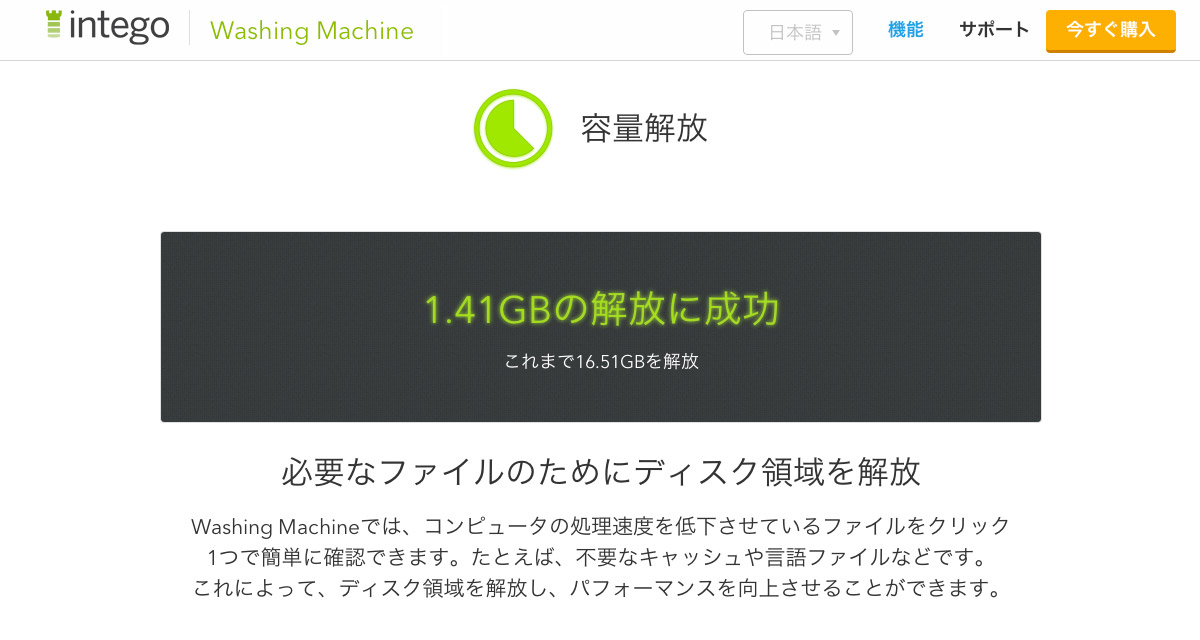 intego
Washing Machine
日本語
機能
サポート
今すぐ購入
容量解放
1.41GBの解放に成功
これまで16.51GBを解放
必要なファイルのためにディスク領域を解放
Washing Machineでは、コンピュータの処理速度を低下させているファイルをクリック
1つで簡単に確認できます。たとえば、不要なキャッシュや言語ファイルなどです。
これによって、ディスク領域を解放し、パフォーマンスを向上させることができます。